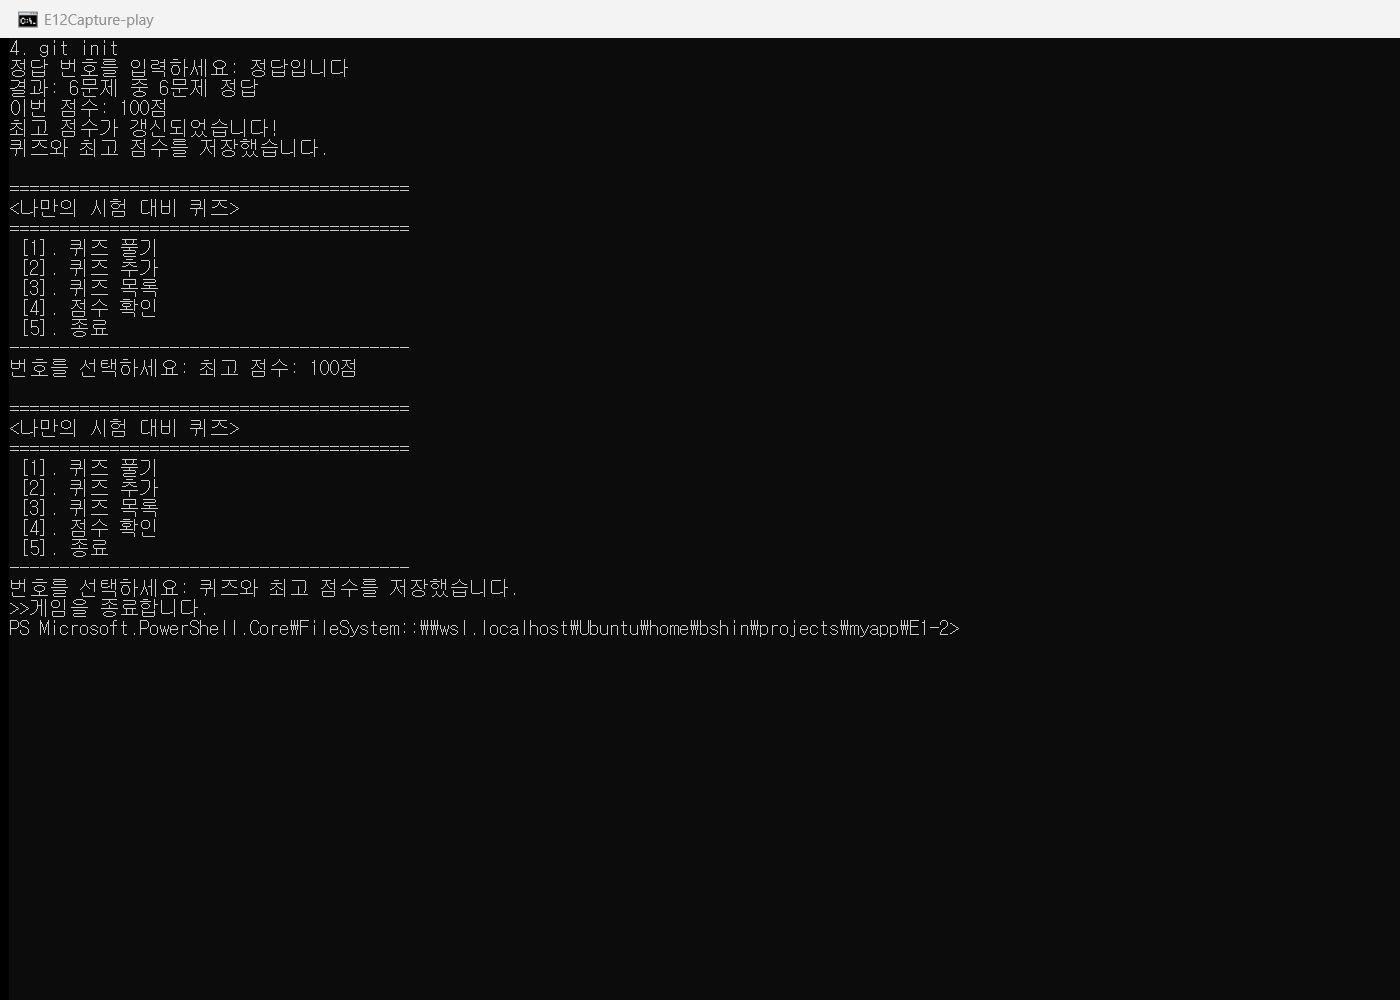 E12Capture-play
4. git init
정답 번호를 입력하세요: 정답입니다
결과: 6문제 중 6문제 정답
이번 점수: 100점
최고 점수가 갱신되었습니다!
퀴즈와 최고 점수를 저장했습니다.
========================================
<나만의 시험 대비 퀴즈>
========================================
[1]. 퀴즈 풀기
[2]. 퀴즈 추가
[3]. 퀴즈 목록
[4]. 점수 확인
[5]. 종료
----------------------------------------
번호를 선택하세요: 최고 점수: 100점
========================================
<나만의 시험 대비 퀴즈>
========================================
[1]. 퀴즈 풀기
[2]. 퀴즈 추가
[3]. 퀴즈 목록
[4]. 점수 확인
[5]. 종료
----------------------------------------
번호를 선택하세요: 퀴즈와 최고 점수를 저장했습니다.
>>게임을 종료합니다.
PS Microsoft.PowerShell.Core₩FileSystem::₩₩wsl.localhost₩Ubuntu₩home₩bshin₩projects₩myapp₩E1-2>